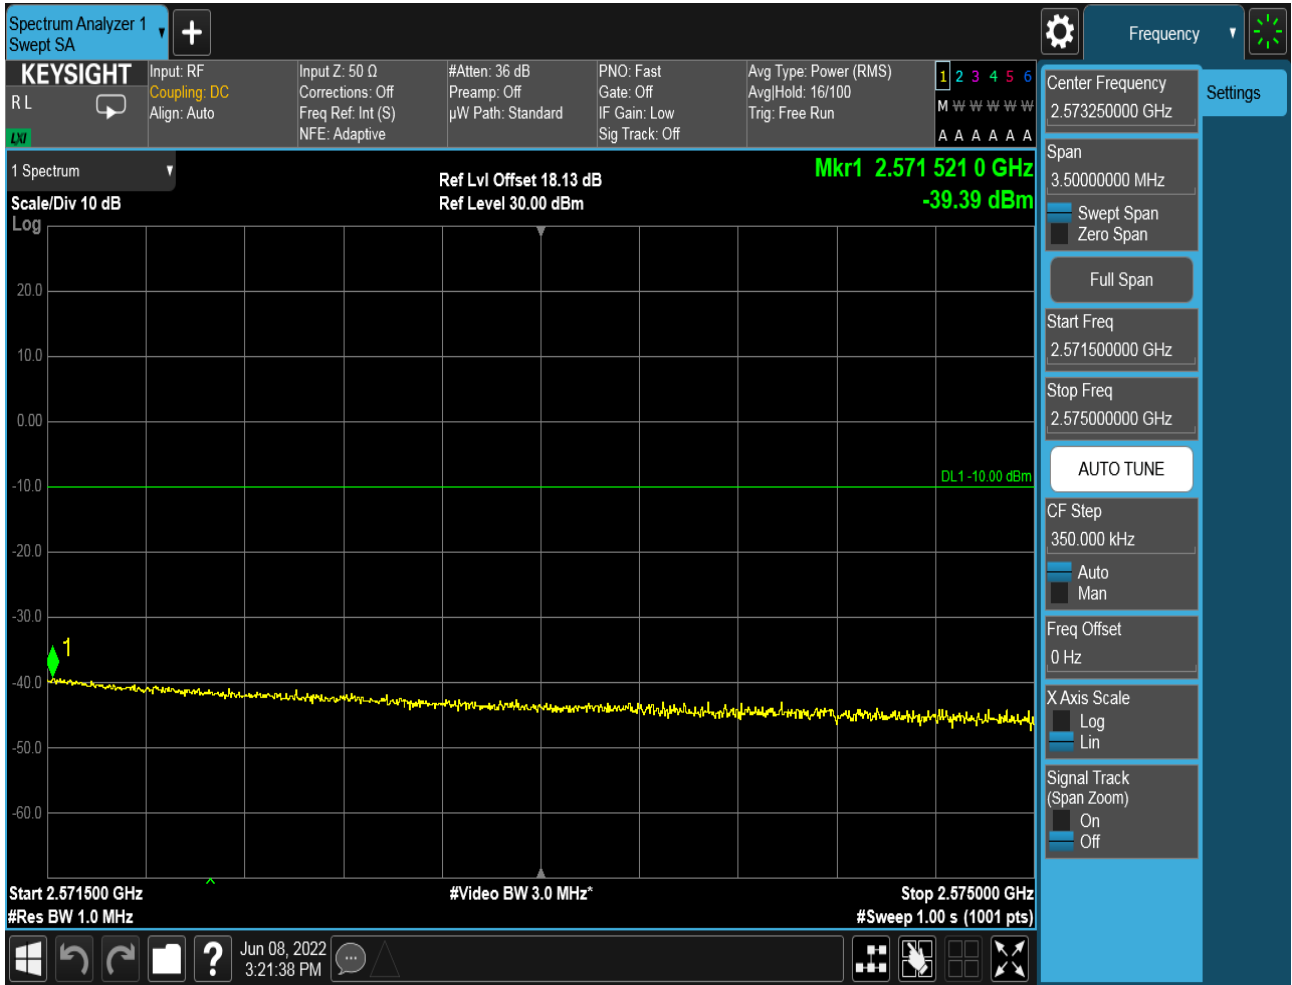 Spectrum Analyzer 1
Swept SA
Frequency
KEYSIGHT
R L
LXI
Input: RF
Coupling: DC
Align: Auto
Input Z: 50 Ω
Corrections: Off
Freq Ref: Int (S)
NFE: Adaptive
#Atten: 36 dB
Preamp: Off
µW Path: Standard
PNO: Fast
Gate: Off
IF Gain: Low
Sig Track: Off
Avg Type: Power (RMS)
Avg|Hold: 16/100
Trig: Free Run
1 2 3 4 5 6
M W W W W W
A A A A A A
1 Spectrum
Scale/Div 10 dB
Log
Ref Lvl Offset 18.13 dB
Ref Level 30.00 dBm
Mkr1 2.571 521 0 GHz
-39.39 dBm
20.0
10.0
0.00
-10.0
-20.0
-30.0
-40.0
-50.0
-60.0
DL1 -10.00 dBm
1
Start 2.571500 GHz
#Res BW 1.0 MHz
#Video BW 3.0 MHz*
Stop 2.575000 GHz
#Sweep 1.00 s (1001 pts)
Jun 08, 2022
3:21:38 PM
Center Frequency
2.573250000 GHz
Span
3.50000000 MHz
Swept Span
Zero Span
Full Span
Start Freq
2.571500000 GHz
Stop Freq
2.575000000 GHz
AUTO TUNE
CF Step
350.000 kHz
Auto
Man
Freq Offset
0 Hz
X Axis Scale
Log
Lin
Signal Track
(Span Zoom)
On
Off
Settings